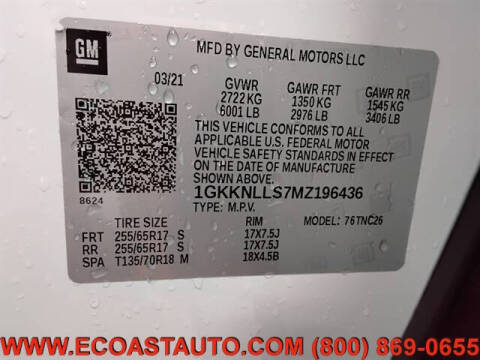 GM
MFD BY GENERAL MOTORS LLC
03/21 GVWR GAWR FRT GAWR RR
2722 KG 1350 KG 1545 KG
6001 LB 2976 LB 3406 LB
THIS VEHICLE CONFORMS TO ALL
APPLICABLE U.S. FEDERAL MOTOR
VEHICLE SAFETY STANDARDS IN EFFECT
ON THE DATE OF MANUFACTURE
SHOWN ABOVE.
8624 1GKKNLLS7MZ196436
TYPE: M.P.V. MODEL: 76TNC26
TIRE SIZE RIM
FRT 255/65R17 S 17X7.5J
RR 255/65R17 S 17X7.5J
SPA T135/70R18 M 18X4.5B
WWW.ECOASTAUTO.COM (800) 869-0655